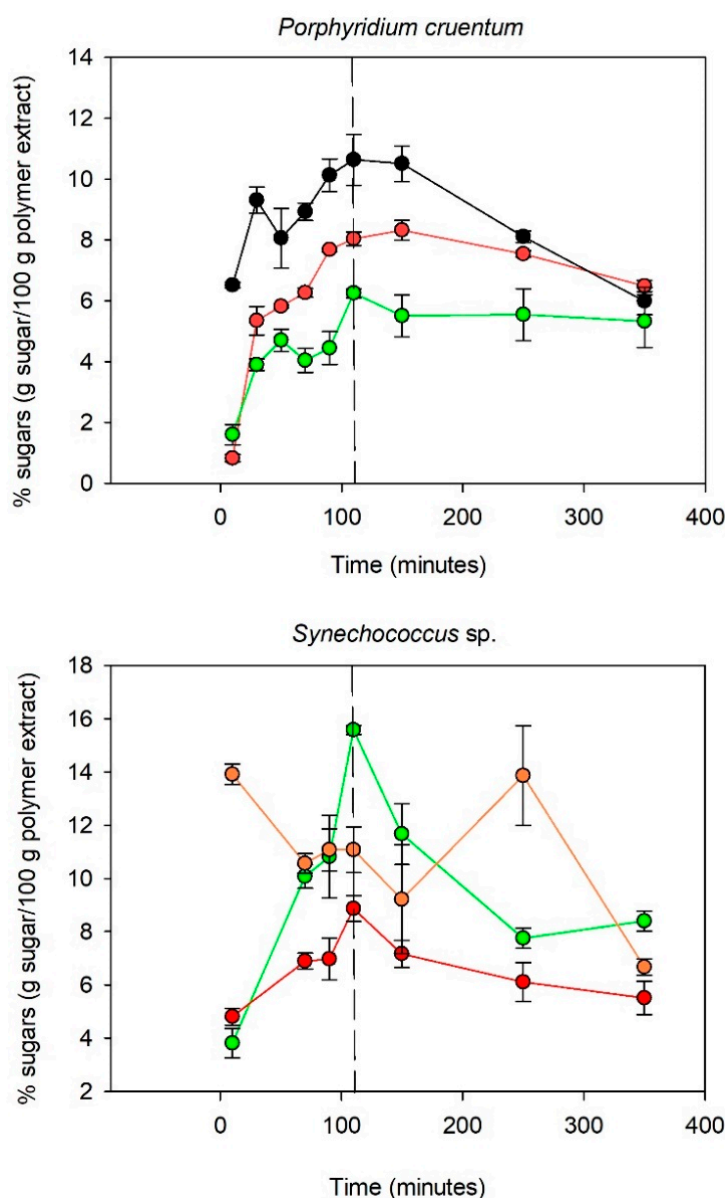 Porphyridium cruentum
14
12
10
8
6
4
2
0
% sugars (g sugar/100 g polymer extract)
0 100 200 300 400
Time (minutes)
Synechococcus sp.
18
16
14
12
10
8
6
4
2
% sugars (g sugar/100 g polymer extract)
0 100 200 300 400
Time (minutes)